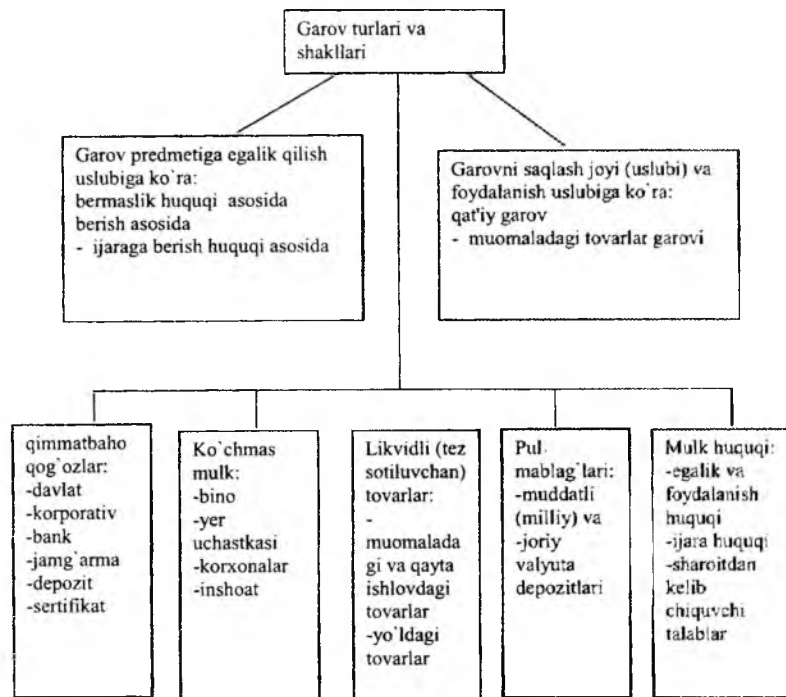 Garov turlari va
shakllari
Garov predmetiga egalik qilish
uslubiga ko`ra:
bermaslik huquqi asosida
berish asosida
- ijaraga berish huquqi asosida
Garovni saqlash joyi (uslubi) va
foydalanish uslubiga ko`ra:
qat'iy garov
- muomaladagi tovarlar garovi
qimmatbaho
qog`ozlar:
-davlat
-korporativ
-bank
-jamg`arma
-depozit
-sertifikat
Ko`chmas
mulk:
-bino
-yer
uchastkasi
-korxonalar
-inshoat
Likvidli (tez
sotiluvchan)
tovarlar:
-
muomalada
gi va qayta
ishlovdagi
tovarlar
-yo`ldagi
tovarlar
Pul
mablag`lari:
-muddatli
(milliy) va
-joriy
valyuta
depozitlari
Mulk huquqi:
-egalik va
foydalanish
huquqi
-ijara huquqi
-sharoitdan
kelib
chiquvchi
talablar